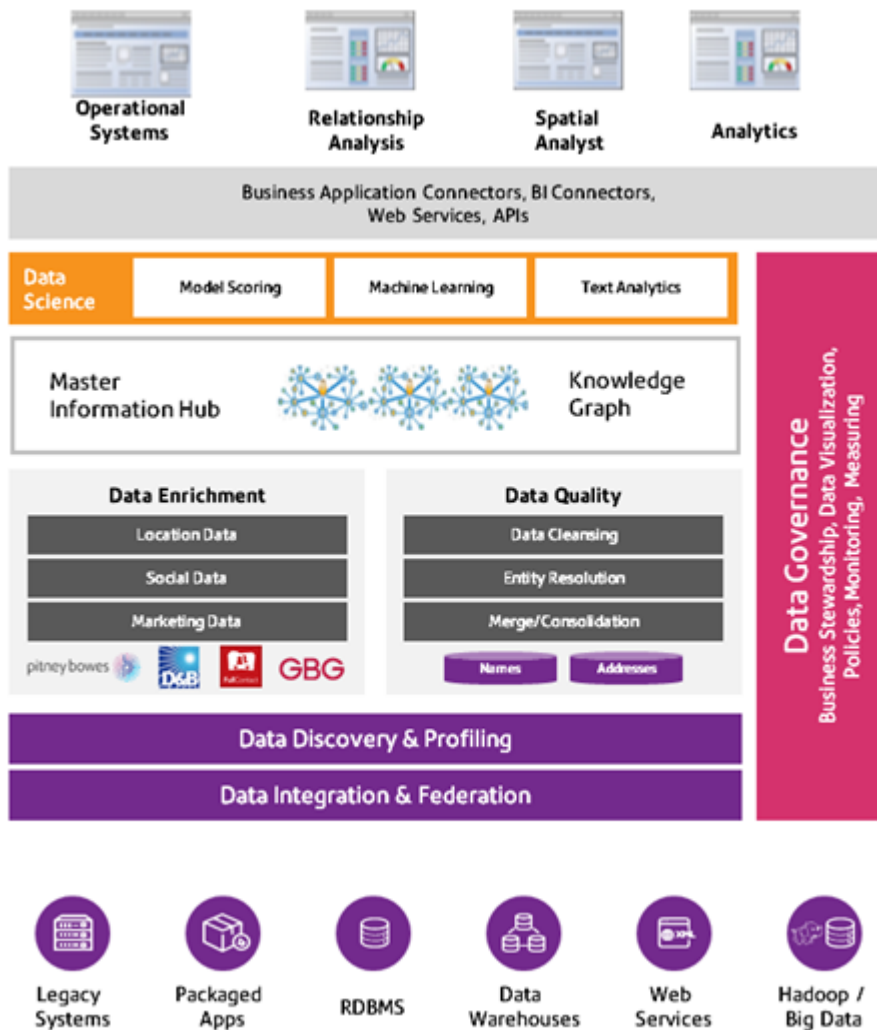 Operational
Systems
Relationship
Analysis
Spatial
Analyst
Analytics
Business Application Connectors, BI Connectors,
Web Services, APIs
Data
Science
Model Scoring
Machine Learning
Text Analytics
Master
Information Hub
Knowledge
Graph
Data Enrichment
Location Data
Social Data
Marketing Data
pitney bowes
D&B
FullContact
GBG
Data Quality
Data Cleansing
Entity Resolution
Merge/Consolidation
Names
Addresses
Data Governance
Business Stewardship, Data Visualization,
Policies, Monitoring, Measuring
Data Discovery & Profiling
Data Integration & Federation
Legacy
Systems
Packaged
Apps
RDBMS
Data
Warehouses
XML
Web
Services
Hadoop /
Big Data